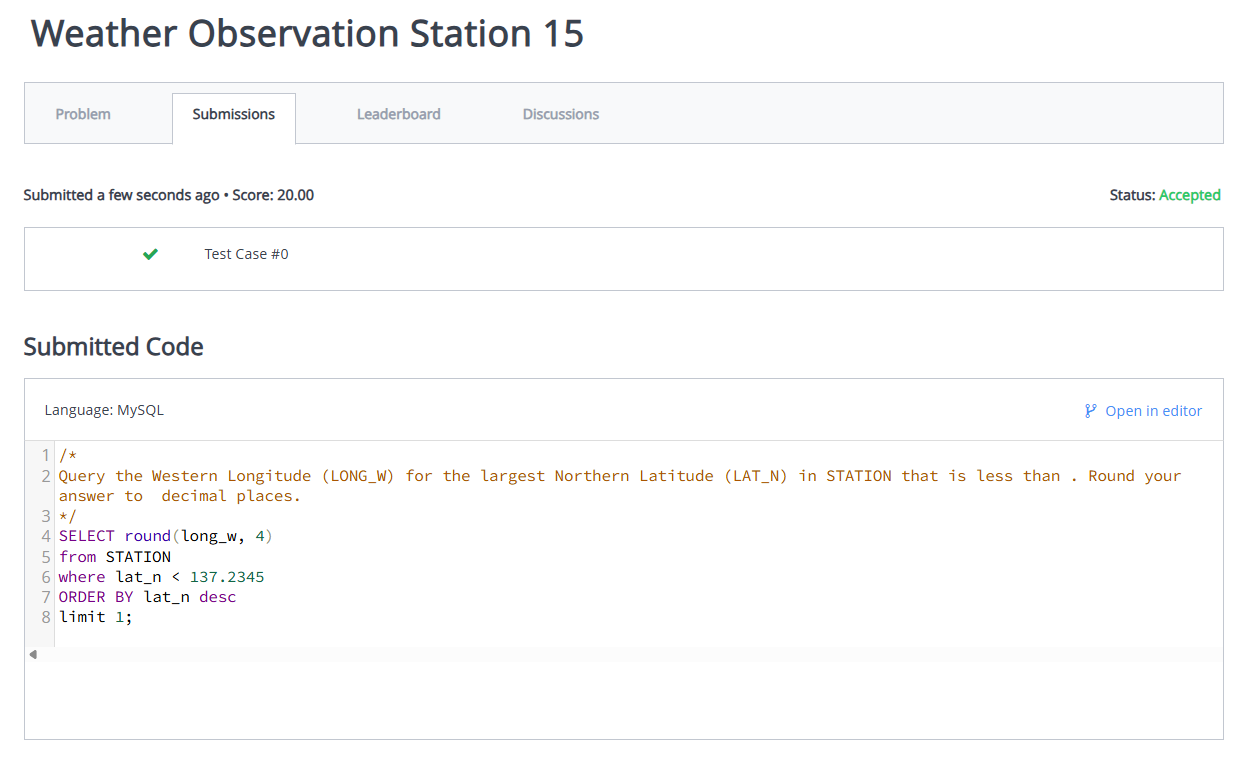 Weather Observation Station 15
Problem Submissions Leaderboard Discussions
Submitted a few seconds ago • Score: 20.00 Status: Accepted
Test Case #0
Submitted Code
Language: MySQL Open in editor
1 /*
2 Query the Western Longitude (LONG_W) for the largest Northern Latitude (LAT_N) in STATION that is less than . Round your
answer to  decimal places.
3 */
4 SELECT round(long_w, 4)
5 from STATION
6 where lat_n < 137.2345
7 ORDER BY lat_n desc
8 limit 1;